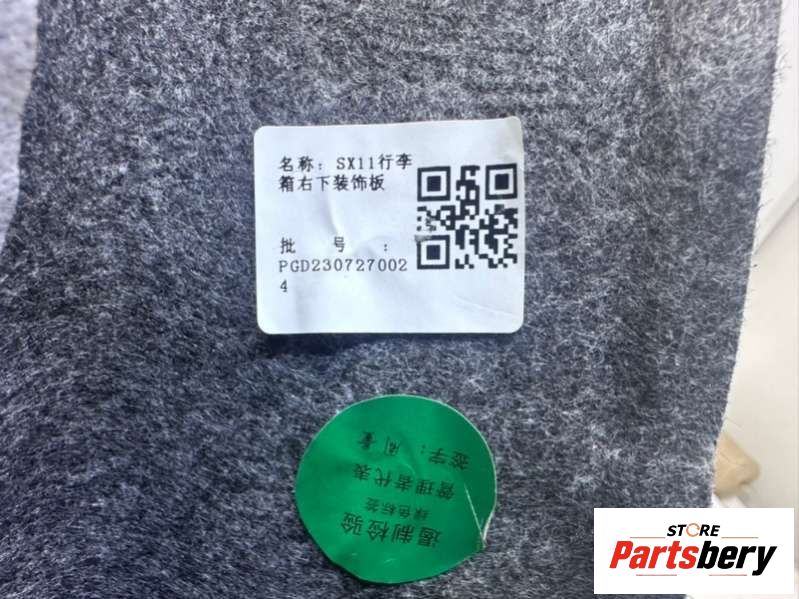 名称: SX11行李
箱右下装饰板
批 号 :
PGD230727002
4
遏制检验
绿色标签
管理者代表
签字:
STORE
Partsbery